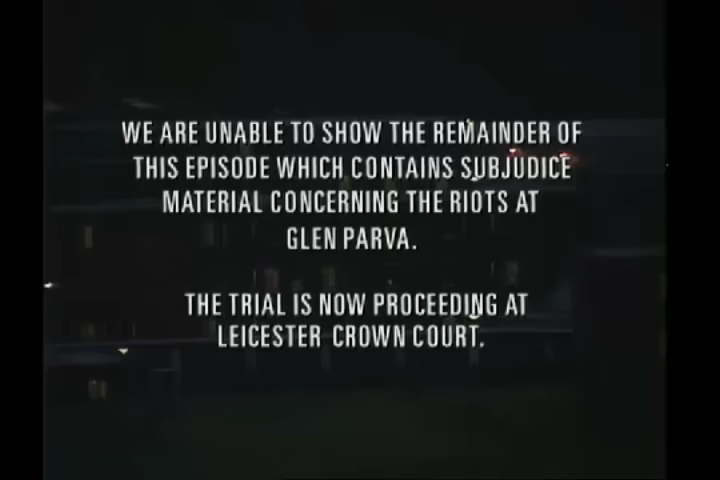 WE ARE UNABLE TO SHOW THE REMAINDER OF
THIS EPISODE WHICH CONTAINS SUBJUDICE
MATERIAL CONCERNING THE RIOTS AT
GLEN PARVA.
THE TRIAL IS NOW PROCEEDING AT
LEICESTER CROWN COURT.